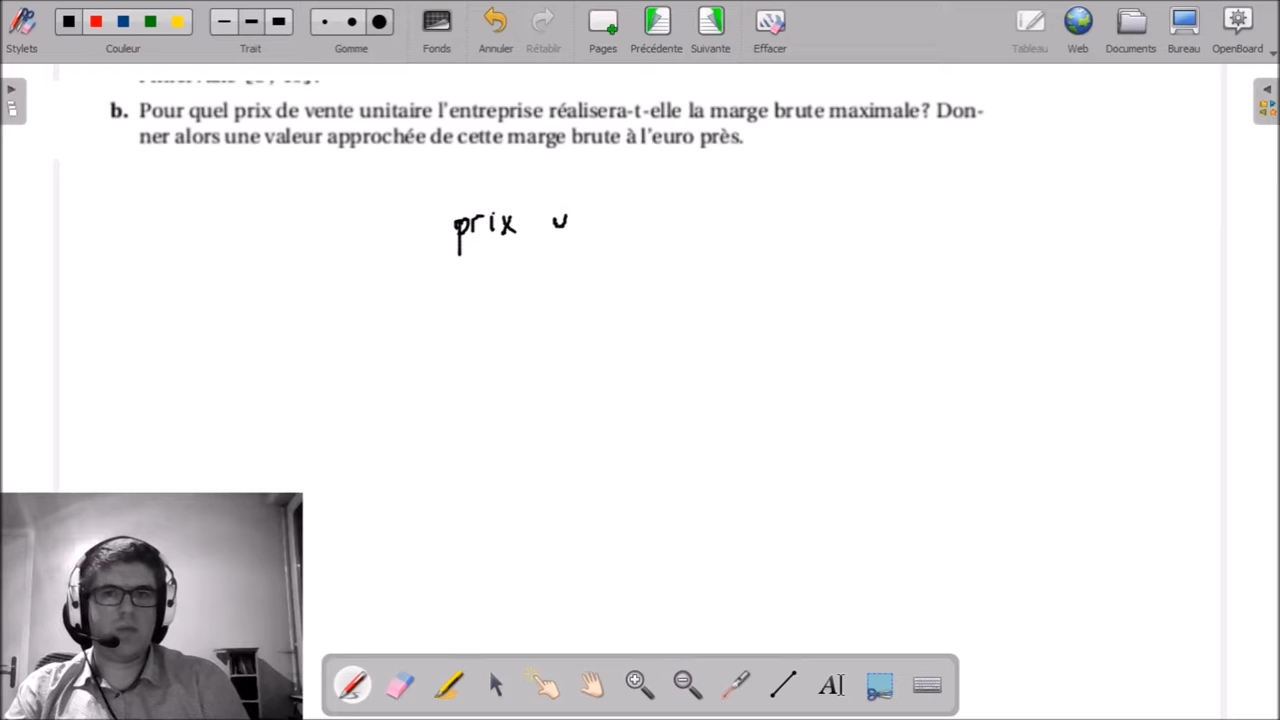 Stylets
Couleur
Trait
Gomme
Fonds
Annuler
Rétablir
Pages
Précédente
Suivante
Effacer
Tableau
Web
Documents
Bureau
OpenBoard
b. Pour quel prix de vente unitaire l'entreprise réalisera-t-elle la marge brute maximale ? Don-
ner alors une valeur approchée de cette marge brute à l'euro près.
prix u